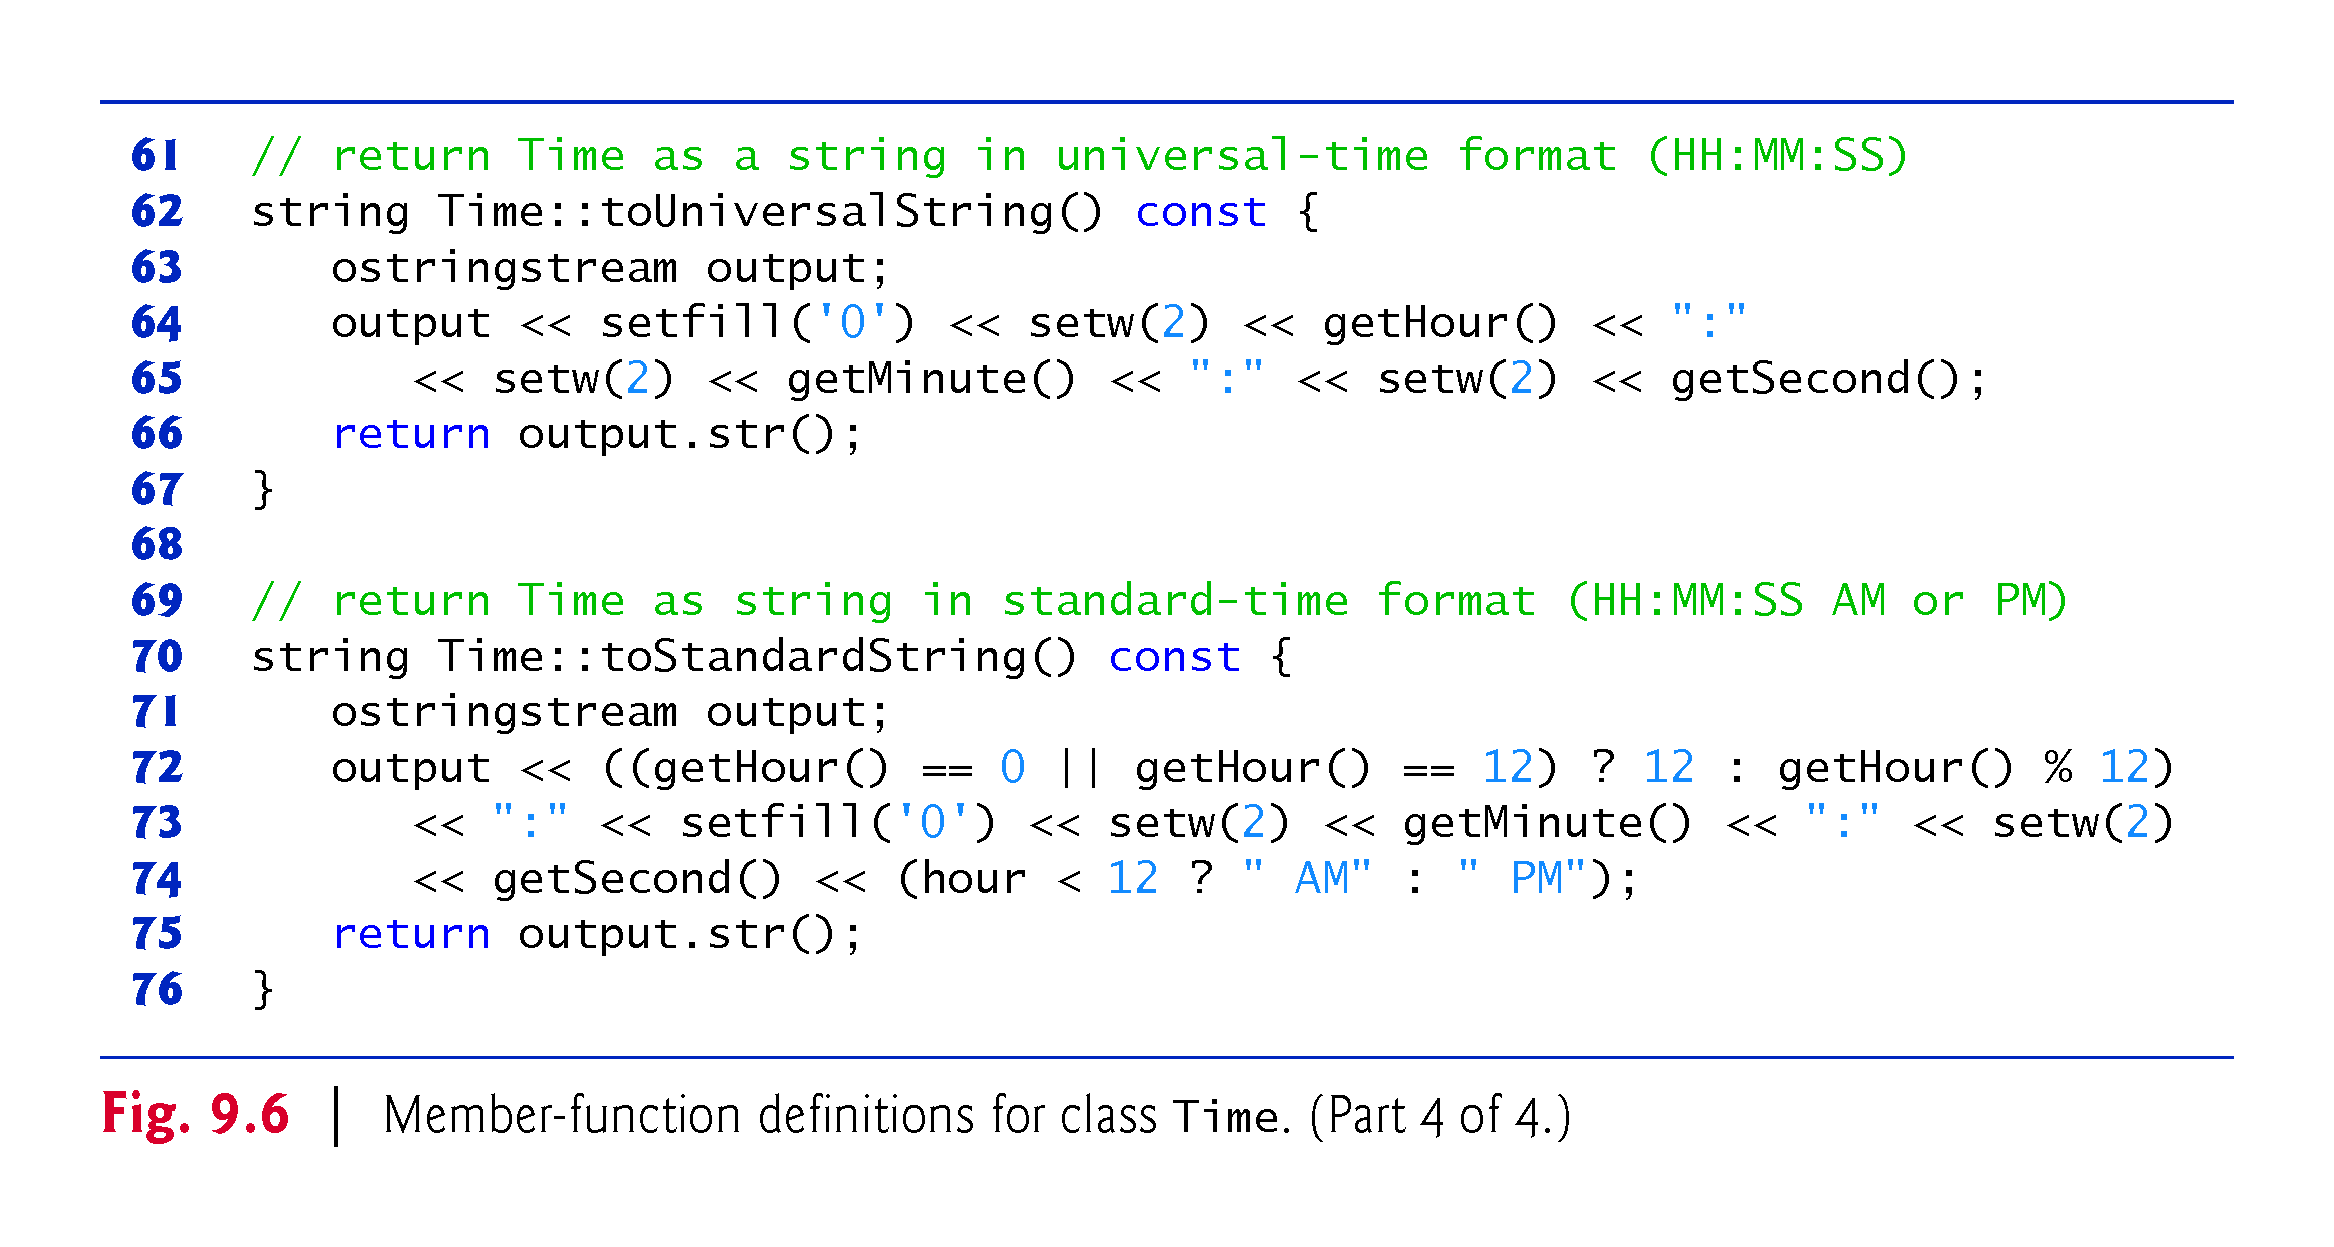 61 // return Time as a string in universal-time format (HH:MM:SS)
62 string Time::toUniversalString() const {
63    ostringstream output;
64    output << setfill('0') << setw(2) << getHour() << ":"
65       << setw(2) << getMinute() << ":" << setw(2) << getSecond();
66    return output.str();
67 }
68
69 // return Time as string in standard-time format (HH:MM:SS AM or PM)
70 string Time::toStandardString() const {
71    ostringstream output;
72    output << ((getHour() == 0 || getHour() == 12) ? 12 : getHour() % 12)
73       << ":" << setfill('0') << setw(2) << getMinute() << ":" << setw(2)
74       << getSecond() << (hour < 12 ? " AM" : " PM");
75    return output.str();
76 }
Fig. 9.6 | Member-function definitions for class Time. (Part 4 of 4.)